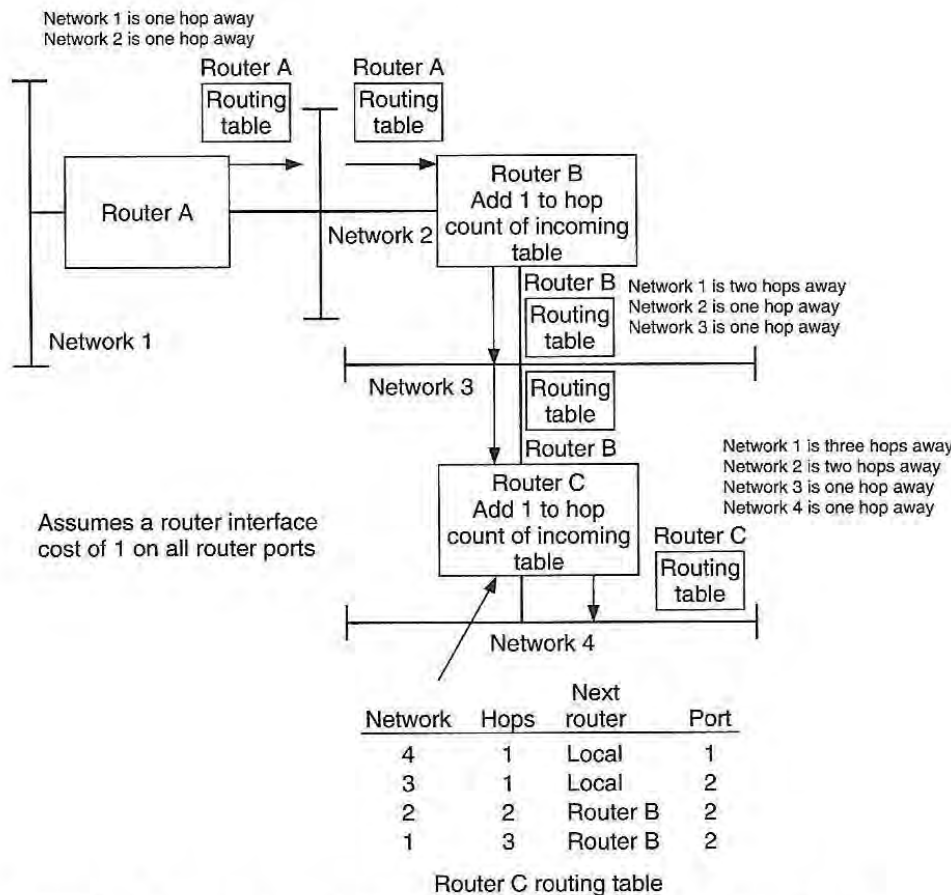 Network 1 is one hop away
Network 2 is one hop away
Router A
Routing
table
Router A
Routing
table
Router A
Router B
Add 1 to hop
count of incoming
table
Network 2
Network 1
Router B
Routing
table
Network 1 is two hops away
Network 2 is one hop away
Network 3 is one hop away
Network 3
Routing
table
Router B
Router C
Add 1 to hop
count of incoming
table
Network 1 is three hops away
Network 2 is two hops away
Network 3 is one hop away
Network 4 is one hop away
Assumes a router interface
cost of 1 on all router ports
Router C
Routing
table
Network 4
Next
Network Hops router Port
4 1 Local 1
3 1 Local 2
2 2 Router B 2
1 3 Router B 2
Router C routing table